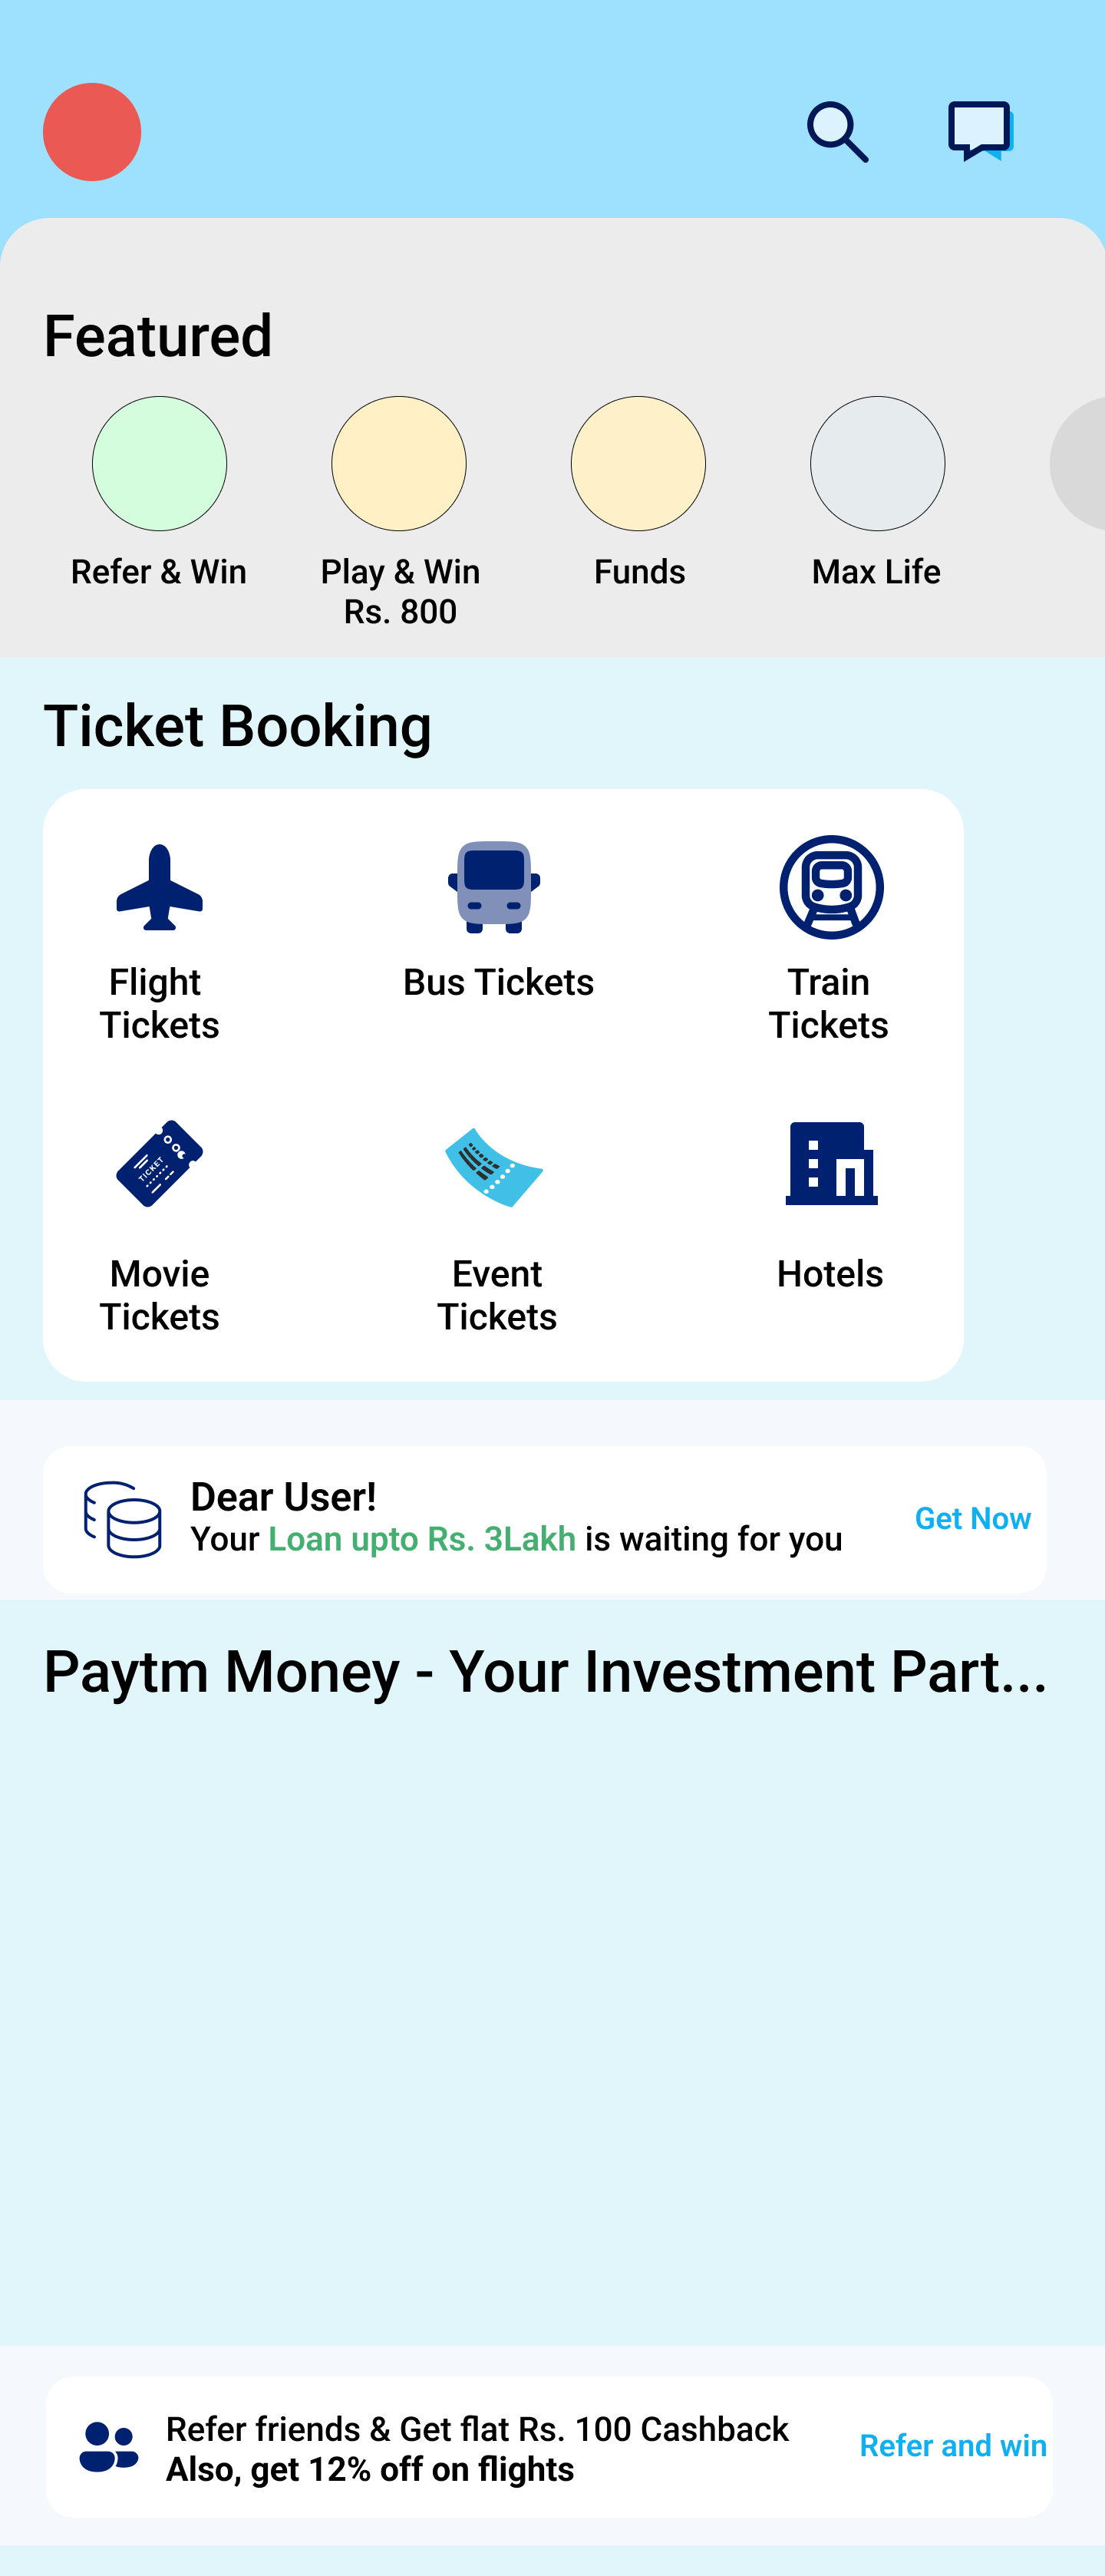 Featured
Refer & Win
Play & Win
Rs. 800
Funds
Max Life
Ticket Booking
Flight
Tickets
Bus Tickets
Train
Tickets
TICKET
Movie
Tickets
Event
Tickets
Hotels
Dear User!
Your Loan upto Rs. 3Lakh is waiting for you
Get Now
Paytm Money - Your Investment Part...
Refer friends & Get flat Rs. 100 Cashback
Also, get 12% off on flights
Refer and win